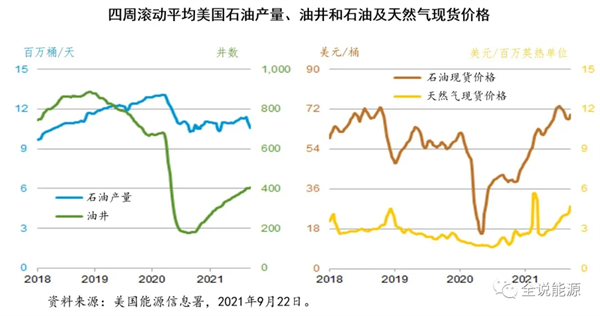 四周滚动平均美国石油产量、油井和石油及天然气现货价格
百万桶/天 井数 美元/桶 美元/百万英热单位
15 1,000 90 15
12 800 72 12
9 600 54 9
6 400 36 6
3 200 18 3
0 0 0 0
石油产量
油井
石油现货价格
天然气现货价格
2018 2019 2020 2021 2018 2019 2020 2021
资料来源:美国能源信息署,2021年9月22日。
全说能源